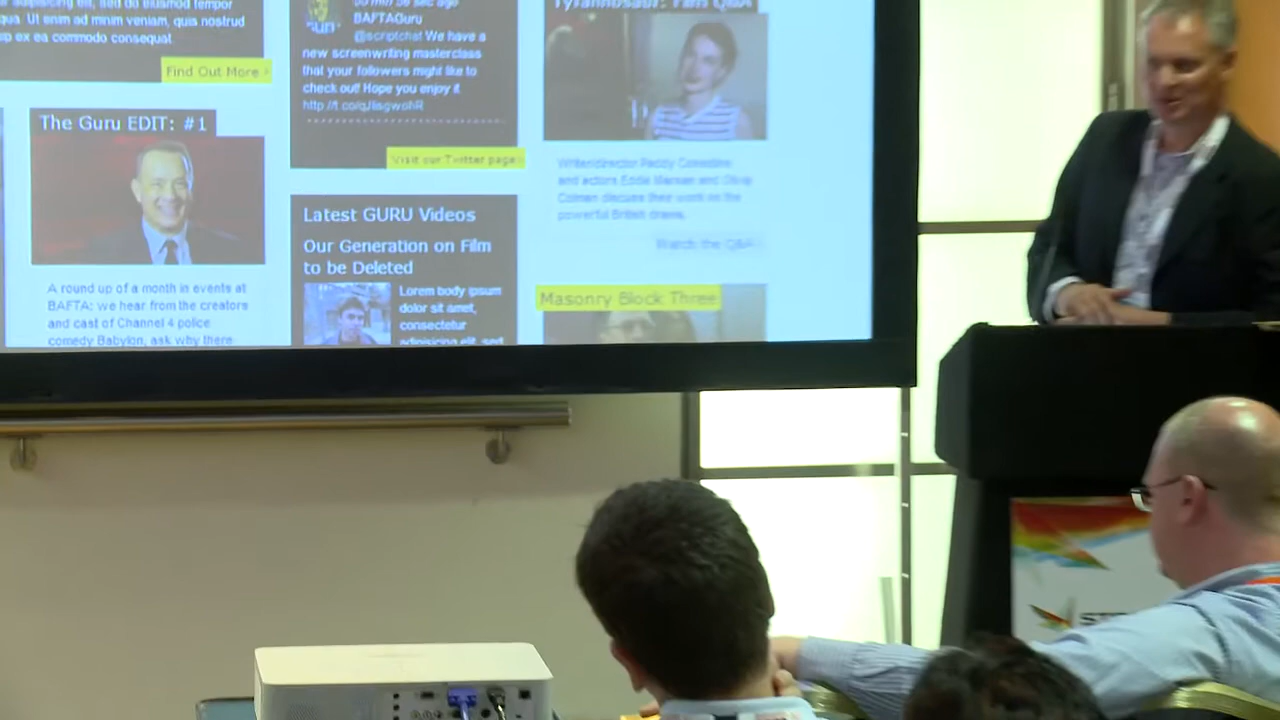 qua. Ut enim ad minim veniam, quis nostrud
ex ea commodo consequat.
Find Out More
The Guru EDIT: #1
A round up of a month in events at
BAFTA: we hear from the creators
and cast of Channel 4 police
comedy Babylon, ask why there
BAFTAGuru
@scriptchat We have a
new screenwriting masterclass
that your followers might like to
check out! Hope you enjoy it
Visit our Twitter page
Latest GURU Videos
Our Generation on Film
to be Deleted
Lorem body ipsum
dolor sit amet,
consectetur
adipisicing elit, sed
Tyrannosaur: Film Q&A
Writer/director Paddy Considine
and actors Eddie Marsan and Olivia
Colman discuss their work on the
powerful British drama.
Watch the Q&A
Masonry Block Three